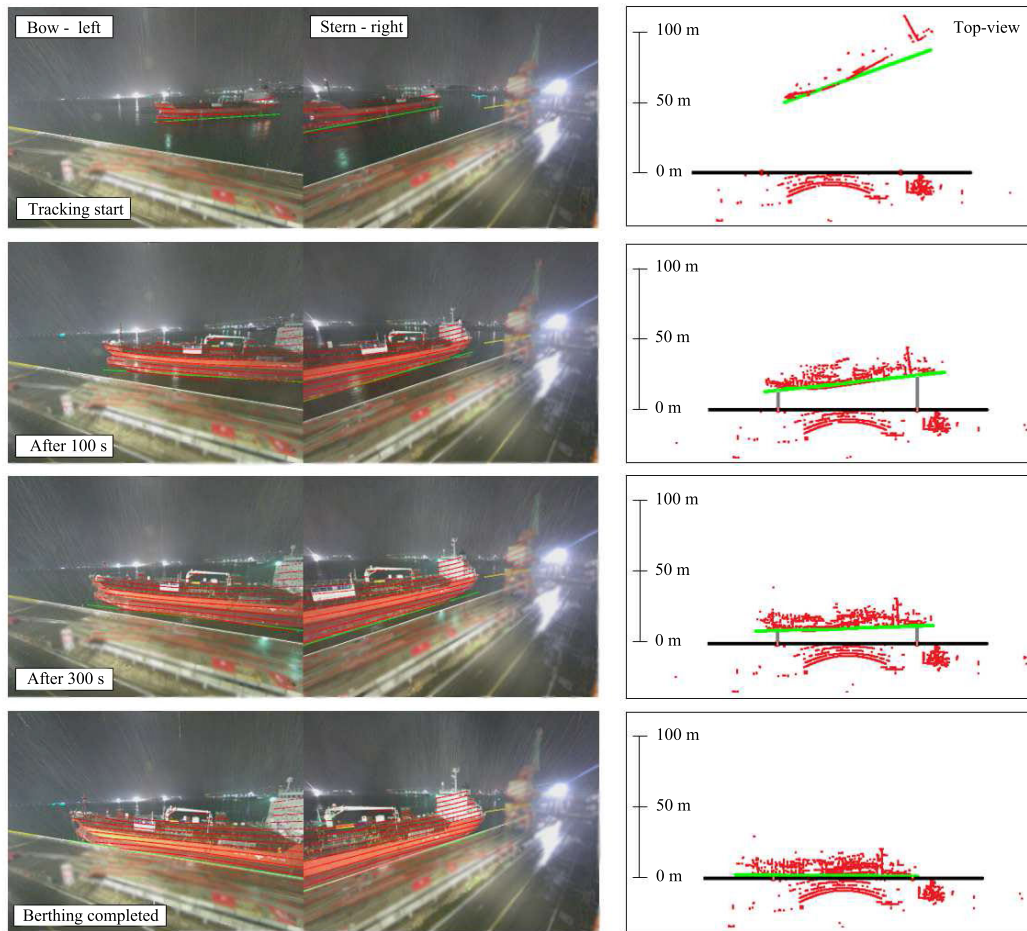 Bow - left
Stern - right
Tracking start
100 m
50 m
0 m
Top-view
After 100 s
100 m
50 m
0 m
After 300 s
100 m
50 m
0 m
Berthing completed
100 m
50 m
0 m